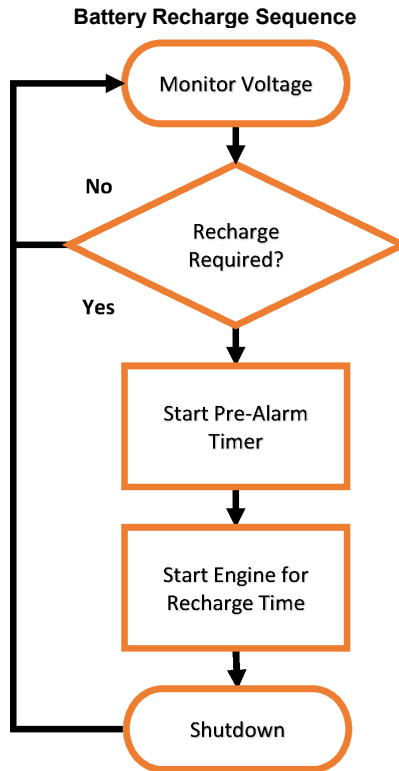 Battery Recharge Sequence
Monitor Voltage
No
Recharge
Required?
Yes
Start Pre-Alarm
Timer
Start Engine for
Recharge Time
Shutdown